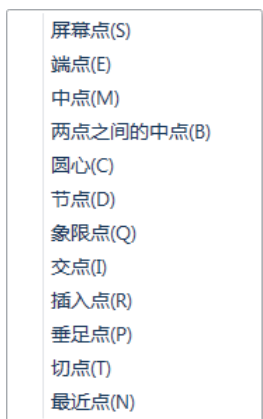 屏幕点(S)
端点(E)
中点(M)
两点之间的中点(B)
圆心(C)
节点(D)
象限点(Q)
交点(I)
插入点(R)
垂足点(P)
切点(T)
最近点(N)